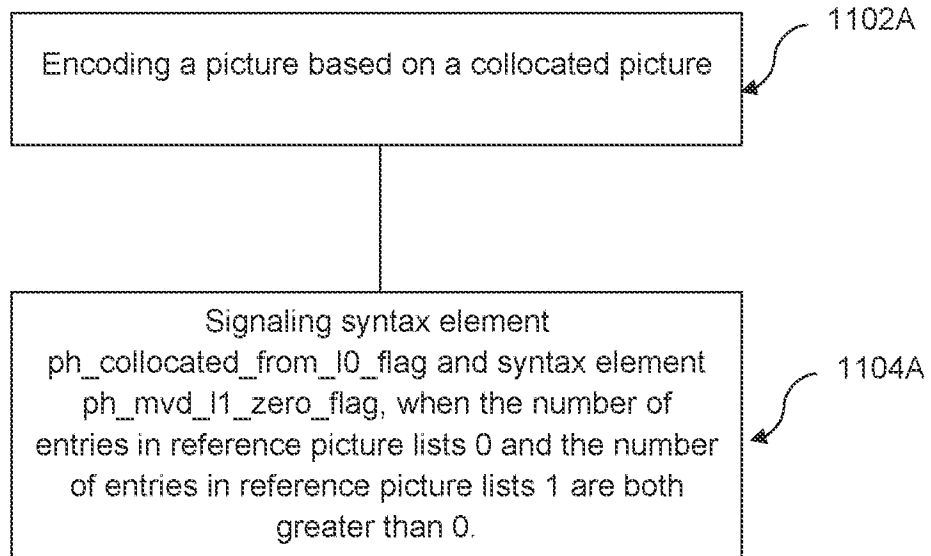 1102A
Encoding a picture based on a collocated picture
Signaling syntax element
ph_collocated_from_l0_flag and syntax element
ph_mvd_l1_zero_flag, when the number of
entries in reference picture lists 0 and the number
of entries in reference picture lists 1 are both
greater than 0.
1104A